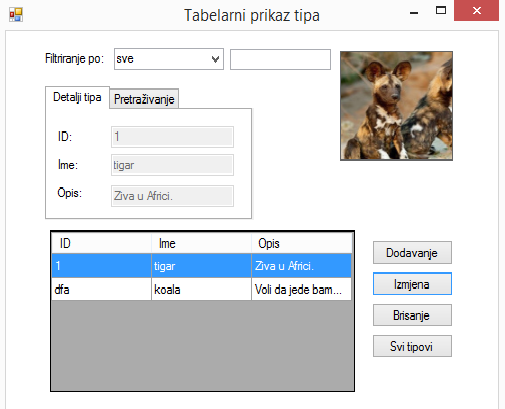 Tabelarni prikaz tipa
Filtriranje po: sve
Detalji tipa Pretraživanje
ID: 1
Ime: tigar
Opis: Ziva u Africi.
ID Ime Opis
1 tigar Ziva u Africi.
dfa koala Voli da jede bam...
Dodavanje
Izmjena
Brisanje
Svi tipovi